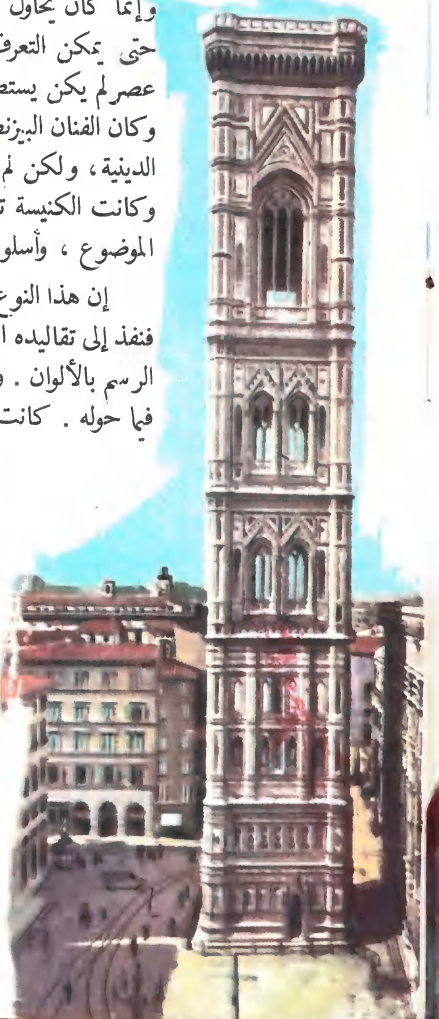 وإنما كان يحاول
حتى يمكن التعرف
عصر لم يكن يستط
وكان الفنان البيزنط
الدينية ، ولكن لم
وكانت الكنيسة ت
الموضوع ، وأسلو
إن هذا النوع
فنفذ إلى تقاليده ا
الرسم بالألوان . و
فيما حوله . كانت